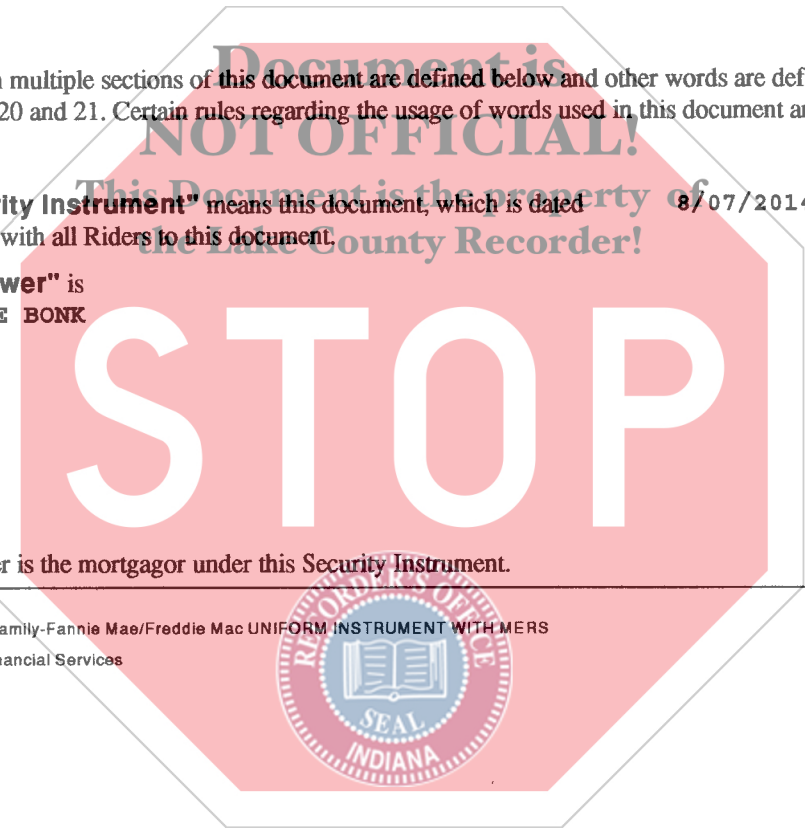 Document is
n multiple sections of this document are defined below and other words are def
20 and 21. Certain rules regarding the usage of words used in this document a
NOT OFFICIAL!
This Document is the property of
rity Instrument" means this document, which is dated 8/07/2014
with all Riders to this document.
the Lake County Recorder!
wer" is
E BONK
STOP
r is the mortgagor under this Security Instrument.
amily-Fannie Mae/Freddie Mac UNIFORM INSTRUMENT WITH MERS
nancial Services
RECORDER'S OFFICE
SEAL
INDIANA